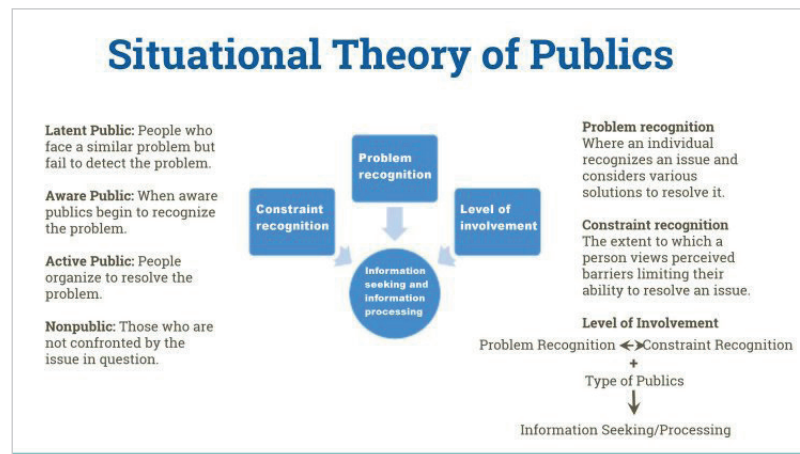 Situational Theory of Publics
Latent Public: People who
face a similar problem but
fail to detect the problem.
Aware Public: When aware
publics begin to recognize
the problem.
Active Public: People
organize to resolve the
problem.
Nonpublic: Those who are
not confronted by the
issue in question.
Problem
recognition
Constraint
recognition
Level of
involvement
Information
seeking and
information
processing
Problem recognition
Where an individual
recognizes an issue and
considers various
solutions to resolve it.
Constraint recognition
The extent to which a
person views perceived
barriers limiting their
ability to resolve an issue.
Level of Involvement
Problem Recognition ↔ Constraint Recognition
+
Type of Publics
Information Seeking/Processing